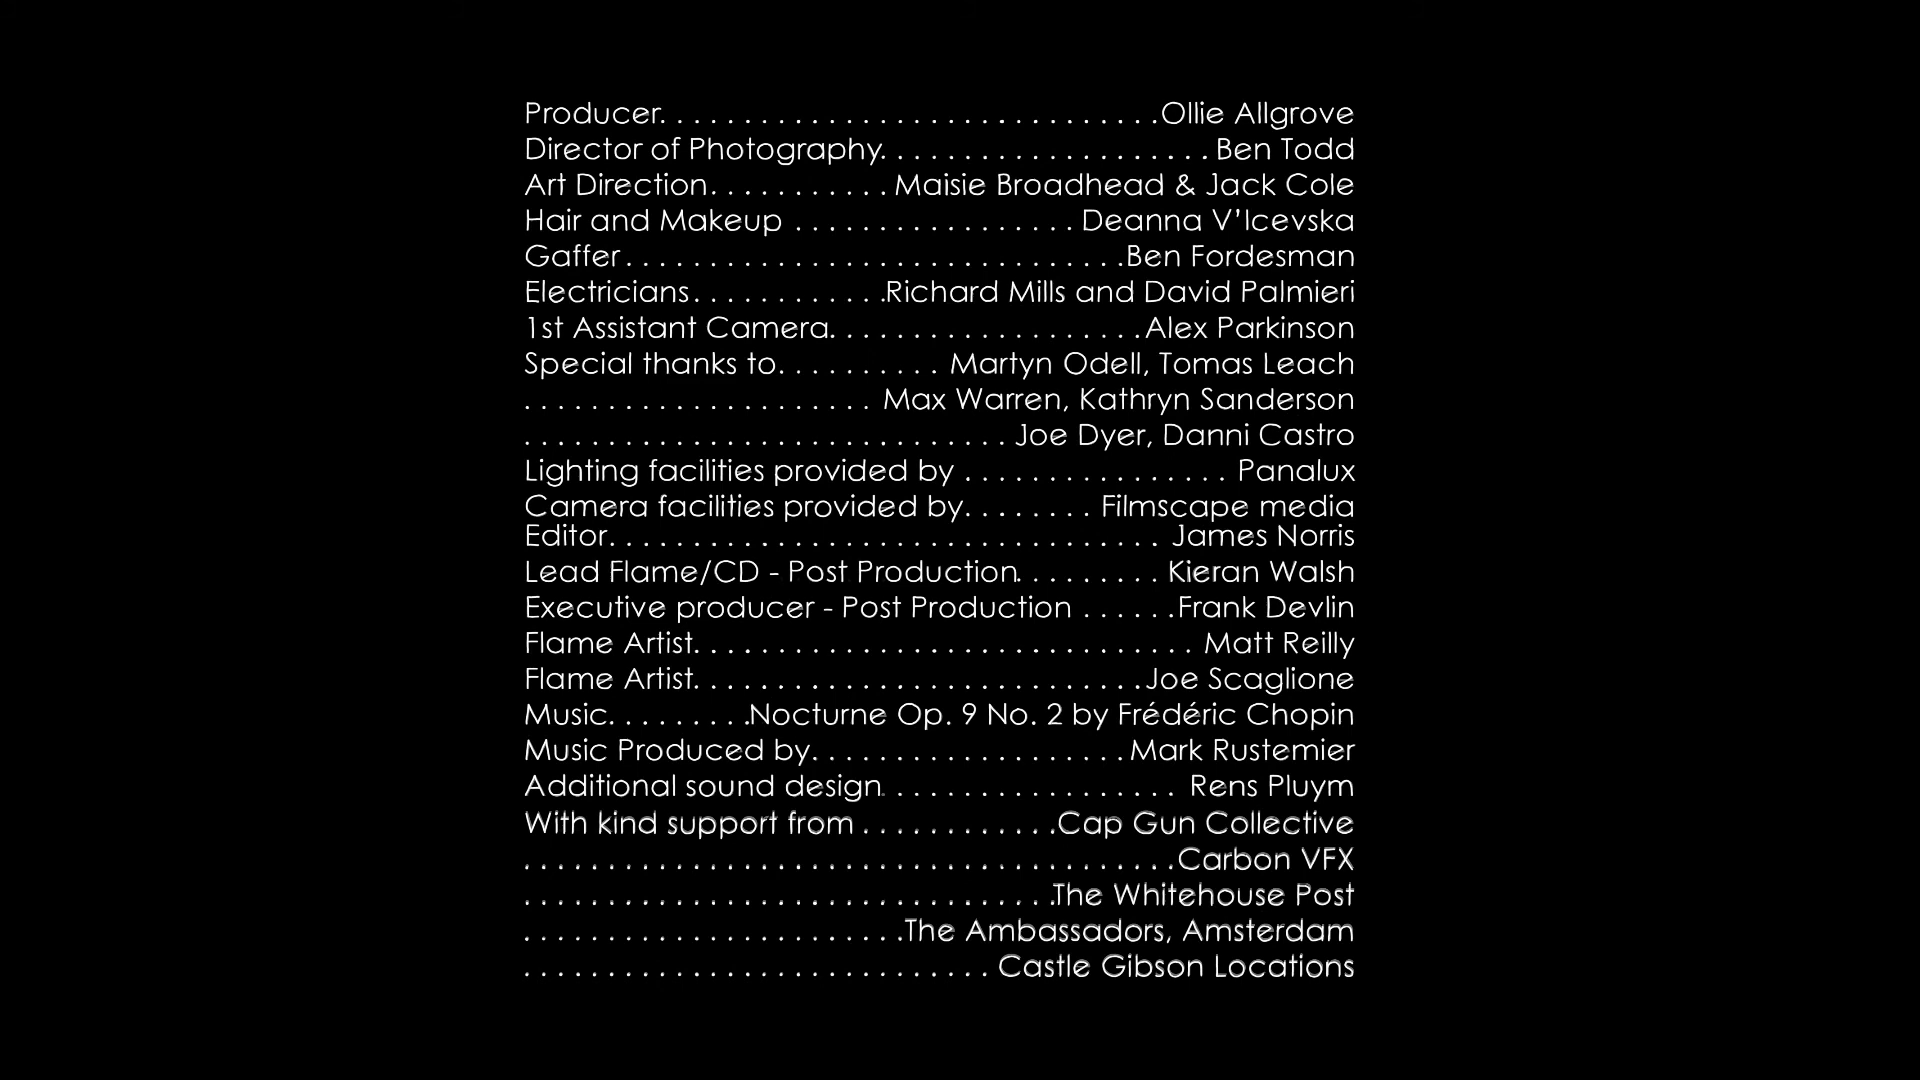 Producer. . . . . . . . . . . . . . . . . . . . . . . . . . . . . .Ollie Allgrove
Director of Photography. . . . . . . . . . . . . . . . . . . . Ben Todd
Art Direction. . . . . . . . . . . Maisie Broadhead & Jack Cole
Hair and Makeup . . . . . . . . . . . . . . . . . Deanna V’Icevska
Gaffer . . . . . . . . . . . . . . . . . . . . . . . . . . . . . .Ben Fordesman
Electricians. . . . . . . . . . . .Richard Mills and David Palmieri
1st Assistant Camera. . . . . . . . . . . . . . . . . . .Alex Parkinson
Special thanks to. . . . . . . . . . Martyn Odell, Tomas Leach
. . . . . . . . . . . . . . . . . . . . . Max Warren, Kathryn Sanderson
. . . . . . . . . . . . . . . . . . . . . . . . . . . . . Joe Dyer, Danni Castro
Lighting facilities provided by . . . . . . . . . . . . . . . . Panalux
Camera facilities provided by. . . . . . . . Filmscape media
Editor. . . . . . . . . . . . . . . . . . . . . . . . . . . . . . . . . James Norris
Lead Flame/CD - Post Production. . . . . . . . . Kieran Walsh
Executive producer - Post Production . . . . . .Frank Devlin
Flame Artist. . . . . . . . . . . . . . . . . . . . . . . . . . . . . . Matt Reilly
Flame Artist. . . . . . . . . . . . . . . . . . . . . . . . . . .Joe Scaglione
Music. . . . . . . . .Nocturne Op. 9 No. 2 by Frédéric Chopin
Music Produced by. . . . . . . . . . . . . . . . . . . Mark Rustemier
Additional sound design. . . . . . . . . . . . . . . . . . Rens Pluym
With kind support from . . . . . . . . . . . .Cap Gun Collective
. . . . . . . . . . . . . . . . . . . . . . . . . . . . . . . . . . . . . . .Carbon VFX
. . . . . . . . . . . . . . . . . . . . . . . . . . . . . . . .The Whitehouse Post
. . . . . . . . . . . . . . . . . . . . . . .The Ambassadors, Amsterdam
. . . . . . . . . . . . . . . . . . . . . . . . . . . . Castle Gibson Locations